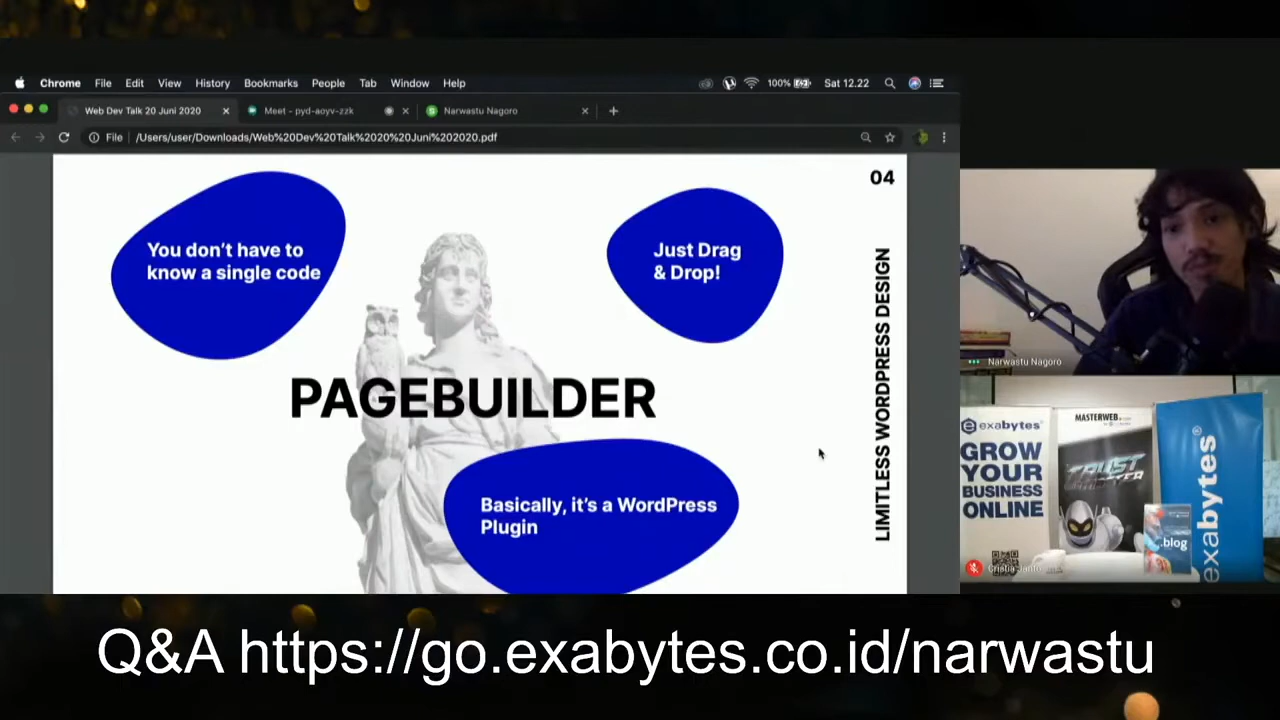 Chrome File Edit View History Bookmarks People Tab Window Help
100% Sat 12.22
Web Dev Talk 20 Juni 2020
Meet - pyd-aoyv-zzk
Narwastu Nagoro
File /Users/user/Downloads/Web%20Dev%20Talk%2020%20Juni%202020.pdf
04
You don't have to
know a single code
Just Drag
& Drop!
PAGEBUILDER
Basically, it's a WordPress
Plugin
LIMITLESS WORDPRESS DESIGN
Narwastu Nagoro
exabytes
GROW
YOUR
BUSINESS
ONLINE
MASTERWEB
TRUST
.blog
exabytes
Q&A https://go.exabytes.co.id/narwastu